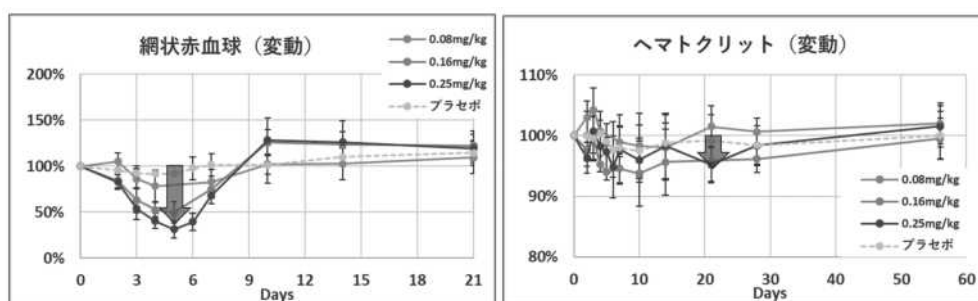 網状赤血球（変動）
0.08mg/kg
0.16mg/kg
0.25mg/kg
プラセボ
200%
150%
100%
50%
0%
0 3 6 9 12 15 18 21
Days
ヘマトクリット（変動）
110%
100%
90%
80%
0.08mg/kg
0.16mg/kg
0.25mg/kg
プラセボ
0 10 20 30 40 50 60
Days